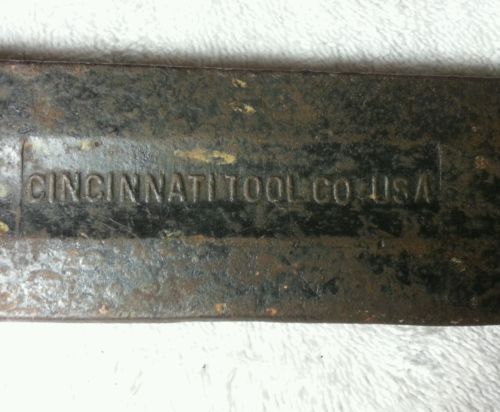 CINCINNATI TOOL CO. USA